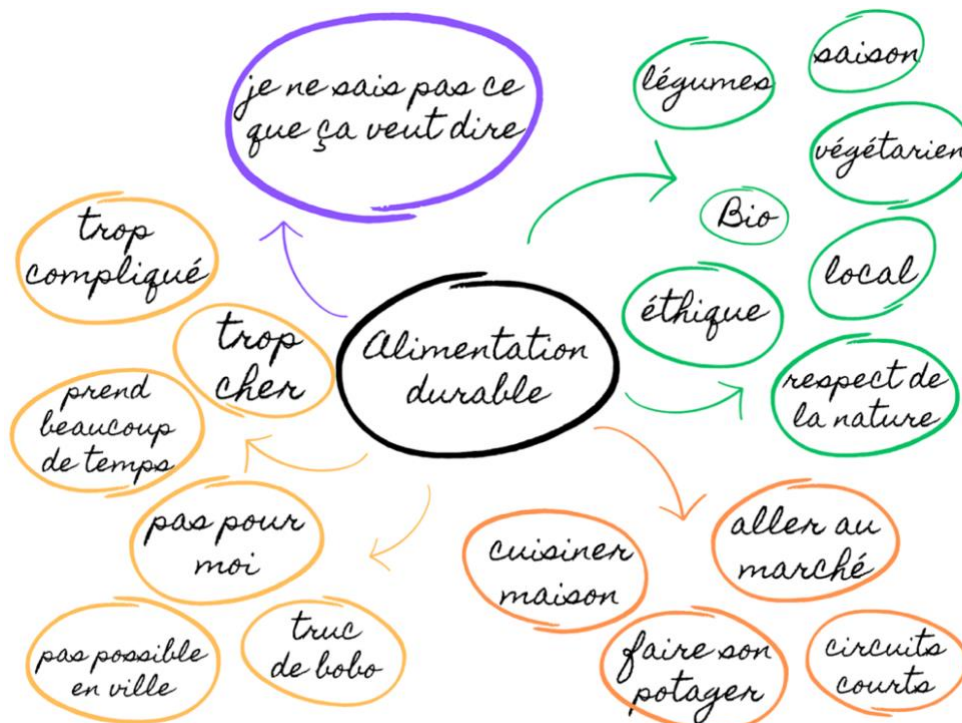 je ne sais pas ce
que ça veut dire
légumes
saison
végétarien
Bio
local
éthique
respect de
la nature
Alimentation
durable
trop
compliqué
trop
cher
prend
beaucoup
de temps
pas pour
moi
pas possible
en ville
truc
de bobo
cuisiner
maison
aller au
marché
faire son
potager
circuits
courts